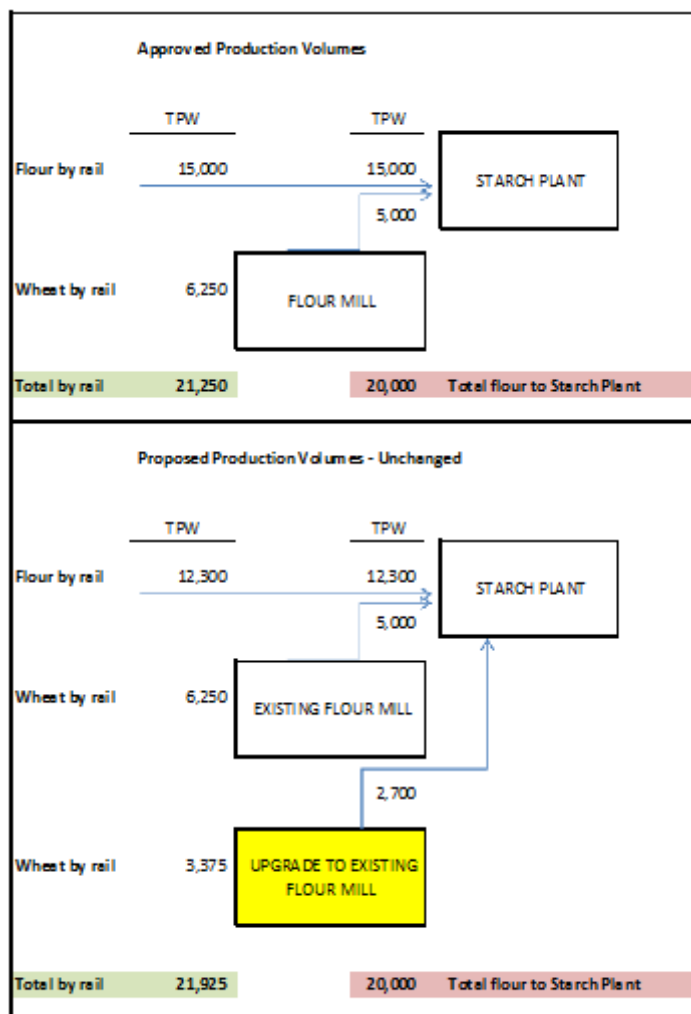 Approved Production Volumes
TPW TPW
Flour by rail 15,000 15,000 STARCH PLANT
5,000
Wheat by rail 6,250 FLOUR MILL
Total by rail 21,250 20,000 Total flour to Starch Plant
Proposed Production Volumes - Unchanged
TPW TPW
Flour by rail 12,300 12,300 STARCH PLANT
5,000
Wheat by rail 6,250 EXISTING FLOUR MILL
2,700
Wheat by rail 3,375 UPGRADE TO EXISTING
FLOUR MILL
Total by rail 21,925 20,000 Total flour to Starch Plant